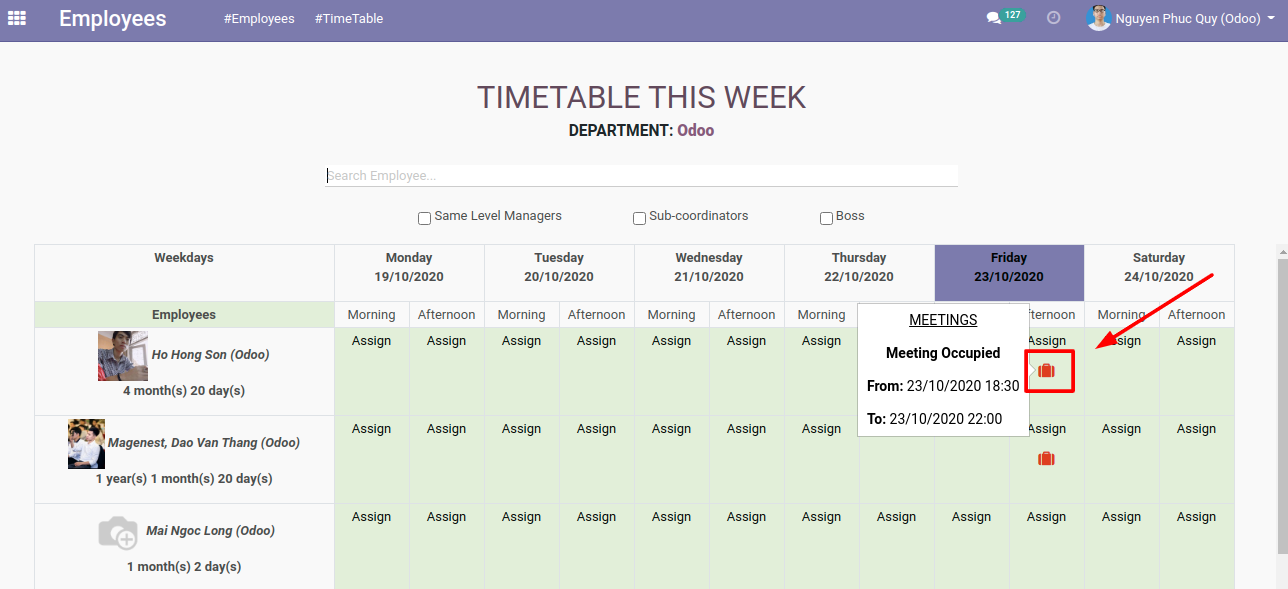 Employees #Employees #TimeTable 127 Nguyen Phuc Quy (Odoo)
TIMETABLE THIS WEEK
DEPARTMENT: Odoo
Search Employee...
Same Level Managers Sub-coordinators Boss
Weekdays Monday Tuesday Wednesday Thursday Friday Saturday
19/10/2020 20/10/2020 21/10/2020 22/10/2020 23/10/2020 24/10/2020
Employees Morning Afternoon Morning Afternoon Morning Afternoon Morning fternoon Morning Afternoon
MEETINGS
Meeting Occupied
From: 23/10/2020 18:30
To: 23/10/2020 22:00
Assign Assign Assign Assign Assign Assign Assign Assign Assign Assign
Ho Hong Son (Odoo)
4 month(s) 20 day(s)
Assign Assign Assign Assign Assign Assign Assign Assign Assign Assign
Magenest, Dao Van Thang (Odoo)
1 year(s) 1 month(s) 20 day(s)
Assign Assign Assign Assign Assign Assign Assign Assign Assign Assign Assign Assign
Mai Ngoc Long (Odoo)
1 month(s) 2 day(s)